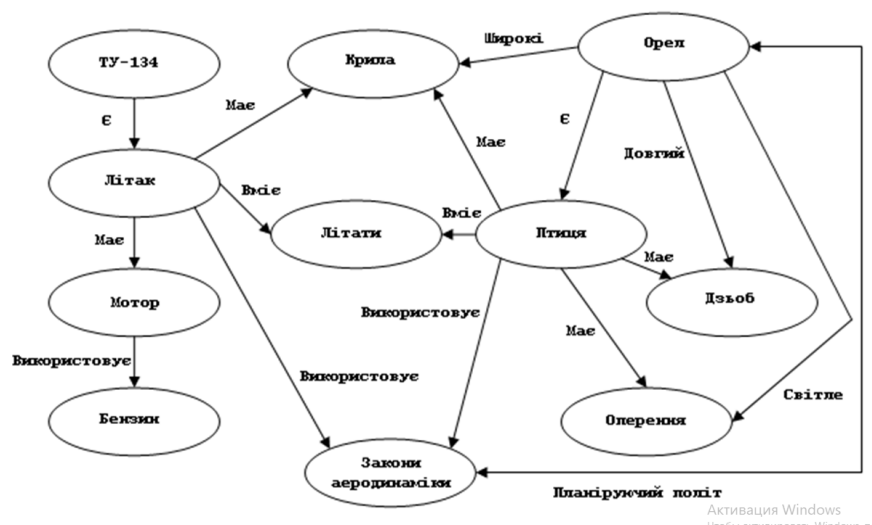 Широкі
Орел
ТУ-134
Крила
Має
Є
Має
Є
Довгий
Літак
Вміє
Вміє
Літати
Птиця
Має
Має
Мотор
Дзьоб
Використовує
Має
Використовує
Використовує
Світле
Бензин
Оперення
Закони
аеродинаміки
Планіруючий політ
Активация Windows